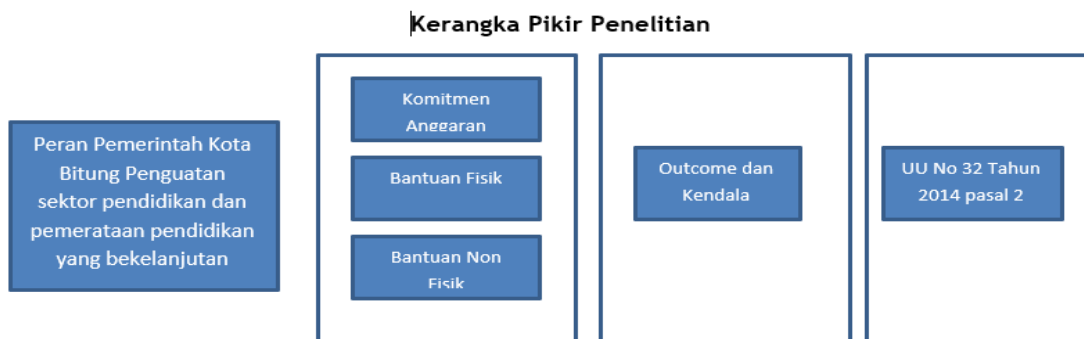 Kerangka Pikir Penelitian
Peran Pemerintah Kota
Bitung Penguatan
sektor pendidikan dan
pemerataan pendidikan
yang bekelanjutan
Komitmen
Anggaran
Bantuan Fisik
Bantuan Non
Fisik
Outcome dan
Kendala
UU No 32 Tahun
2014 pasal 2